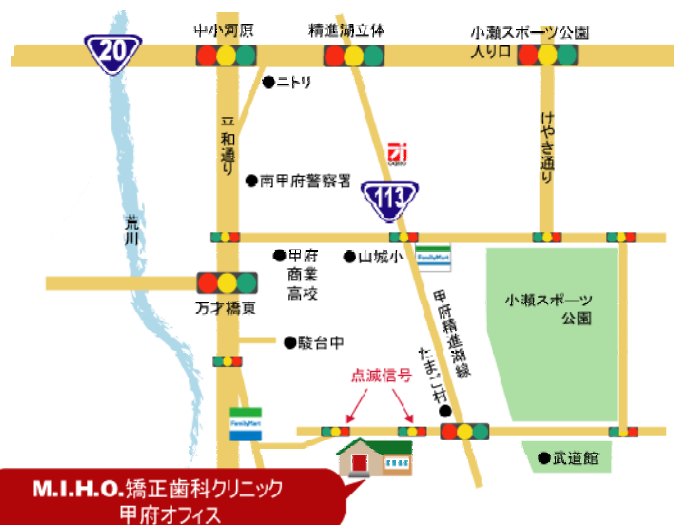 20
中小河原
精進湖立体
小瀬スポーツ公園
入り口
ニトリ
平和通り
けやき通り
南甲府警察署
113
荒川
甲府
商業
高校
山城小
FamilyMart
小瀬スポーツ
公園
万才橋東
甲府精進湖線
駿台中
たまご村
点滅信号
FamilyMart
武道館
M.I.H.O.矯正歯科クリニック
甲府オフィス